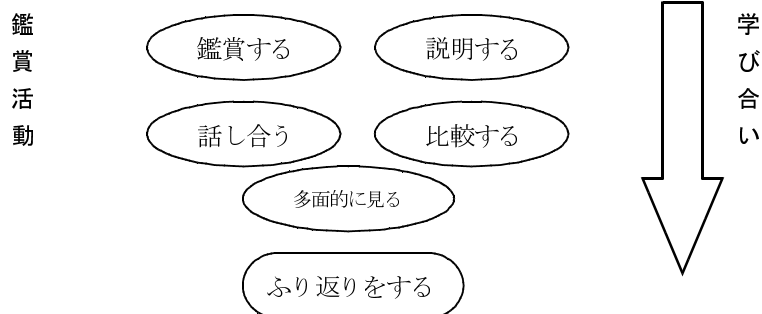 鑑賞活動
鑑賞する
説明する
話し合う
比較する
多面的に見る
ふり返りをする
学び合い